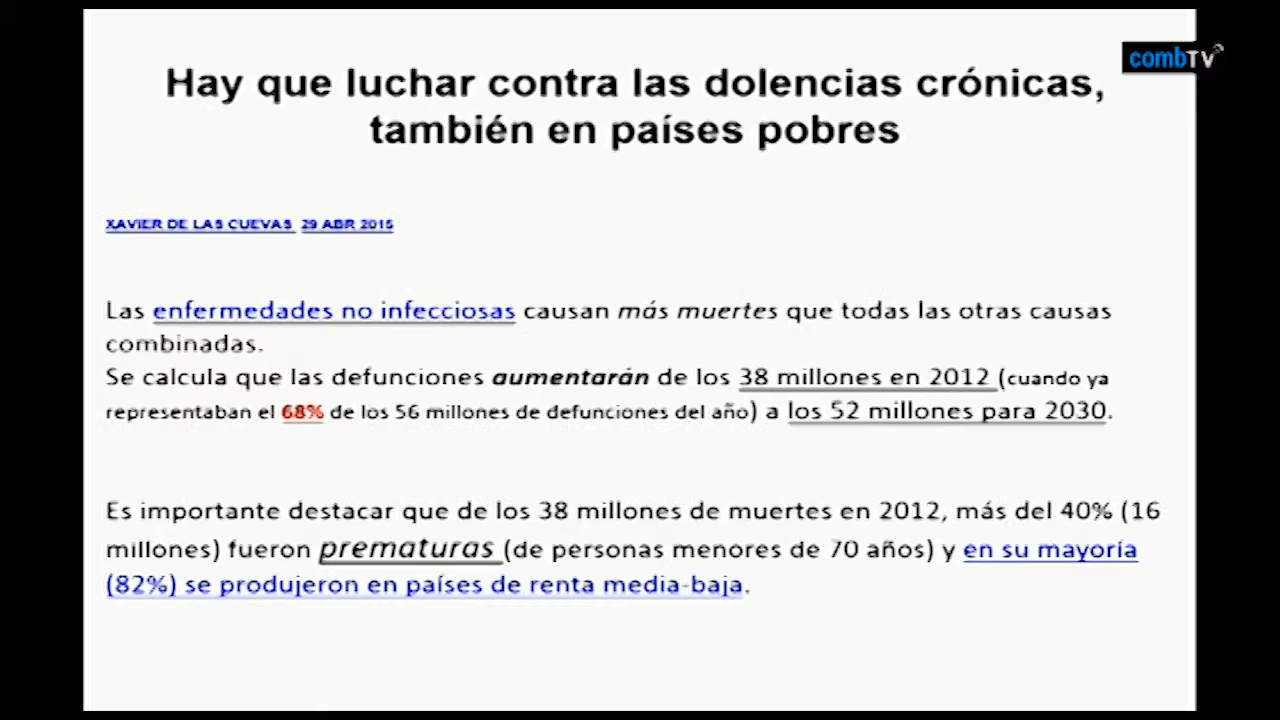 combTV
Hay que luchar contra las dolencias crónicas,
también en países pobres
XAVIER DE LAS CUEVAS 29 ABR 2015
Las enfermedades no infecciosas causan más muertes que todas las otras causas
combinadas.
Se calcula que las defunciones aumentarán de los 38 millones en 2012 (cuando ya
representaban el 68% de los 56 millones de defunciones del año) a los 52 millones para 2030.
Es importante destacar que de los 38 millones de muertes en 2012, más del 40% (16
millones) fueron prematuras (de personas menores de 70 años) y en su mayoría
(82%) se produjeron en países de renta media-baja.